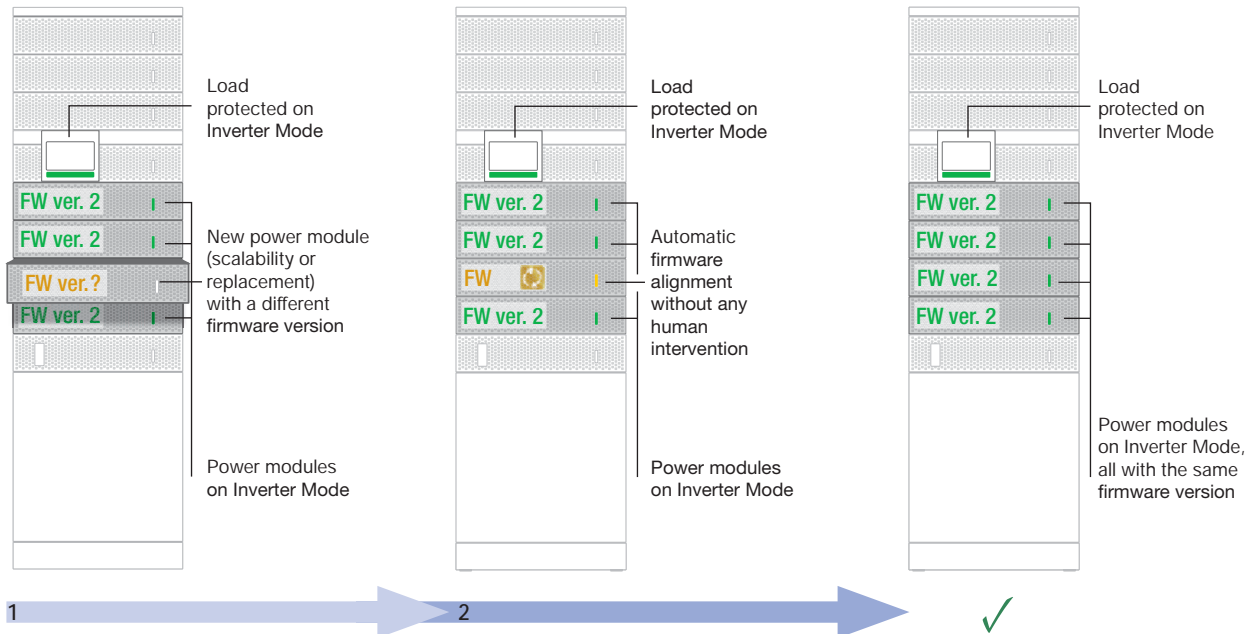 Load
protected on
Inverter Mode
FW ver. 2
FW ver. 2
FW ver.?
FW ver. 2
New power module
(scalability or
replacement)
with a different
firmware version
Power modules
on Inverter Mode
Load
protected on
Inverter Mode
FW ver. 2
FW ver. 2
FW
FW ver. 2
Automatic
firmware
alignment
without any
human
intervention
Power modules
on Inverter Mode
Load
protected on
Inverter Mode
FW ver. 2
FW ver. 2
FW ver. 2
FW ver. 2
Power modules
on Inverter Mode,
all with the same
firmware version
1
2